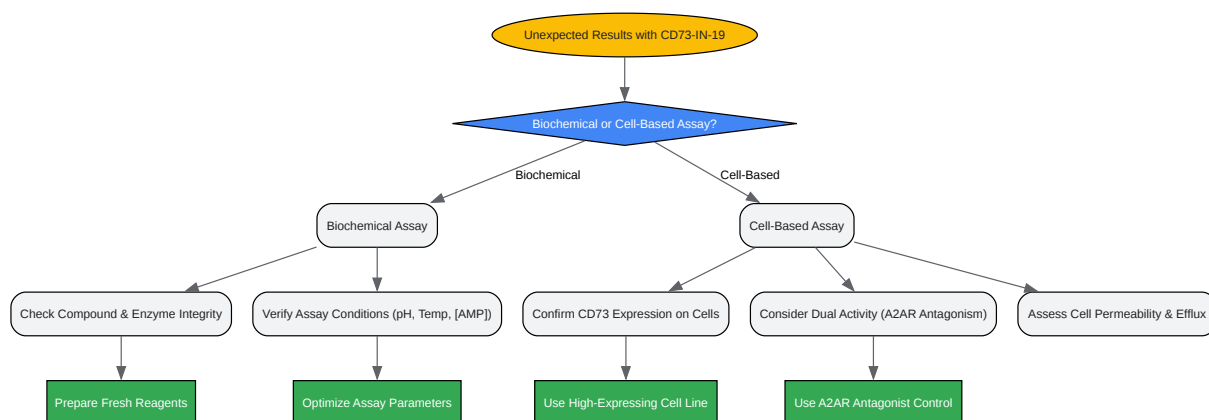 Unexpected Results with CD73-IN-19
Biochemical or Cell-Based Assay?
Biochemical
Cell-Based
Biochemical Assay
Cell-Based Assay
Check Compound & Enzyme Integrity
Verify Assay Conditions (pH, Temp, [AMP])
Confirm CD73 Expression on Cells
Consider Dual Activity (A2AR Antagonism)
Assess Cell Permeability & Efflux
Prepare Fresh Reagents
Optimize Assay Parameters
Use High-Expressing Cell Line
Use A2AR Antagonist Control